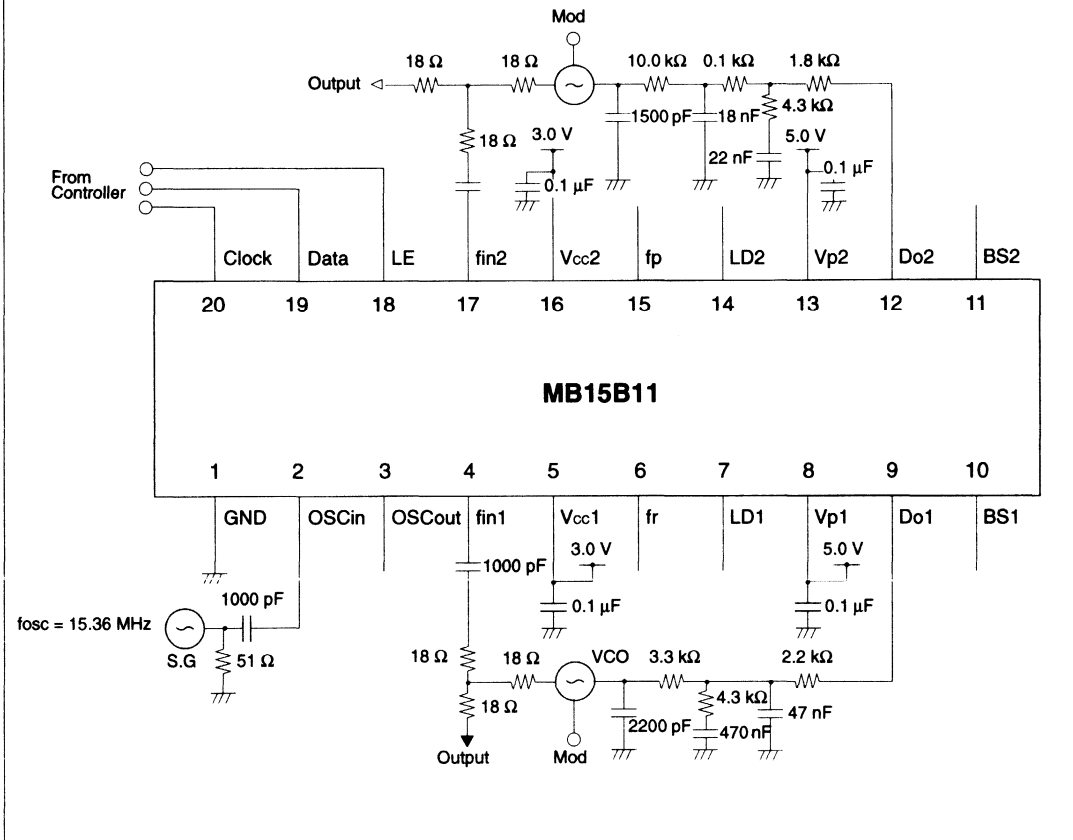 Mod
18 Ω 18 Ω 10.0 kΩ 0.1 kΩ 1.8 kΩ
Output
4.3 kΩ
1500 pF 18 nF
18 Ω 3.0 V 5.0 V
22 nF
0.1 µF 0.1 µF
From
Controller
Clock Data LE fin2 Vcc2 fp LD2 Vp2 Do2 BS2
20 19 18 17 16 15 14 13 12 11
MB15B11
1 2 3 4 5 6 7 8 9 10
GND OSCin OSCout fin1 Vcc1 fr LD1 Vp1 Do1 BS1
3.0 V 5.0 V
1000 pF
1000 pF
0.1 µF 0.1 µF
fosc = 15.36 MHz
S.G 51 Ω
18 Ω 18 Ω VCO 3.3 kΩ 2.2 kΩ
4.3 kΩ
18 Ω 47 nF
2200 pF 470 nF
Output Mod